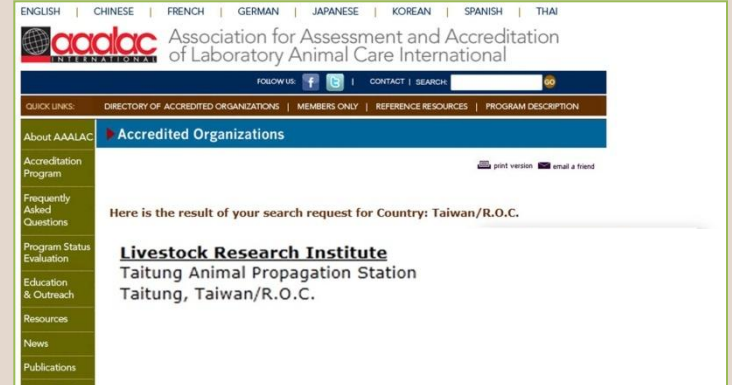 ENGLISH | CHINESE | FRENCH | GERMAN | JAPANESE | KOREAN | SPANISH | THAI
aaalac
INTERNATIONAL
Association for Assessment and Accreditation
of Laboratory Animal Care International
FOLLOW US: | CONTACT | SEARCH: GO
QUICK LINKS: DIRECTORY OF ACCREDITED ORGANIZATIONS | MEMBERS ONLY | REFERENCE RESOURCES | PROGRAM DESCRIPTION
About AAALAC
Accreditation
Program
Frequently
Asked
Questions
Program Status
Evaluation
Education
& Outreach
Resources
News
Publications
Accredited Organizations
print version email a friend
Here is the result of your search request for Country: Taiwan/R.O.C.
Livestock Research Institute
Taitung Animal Propagation Station
Taitung, Taiwan/R.O.C.